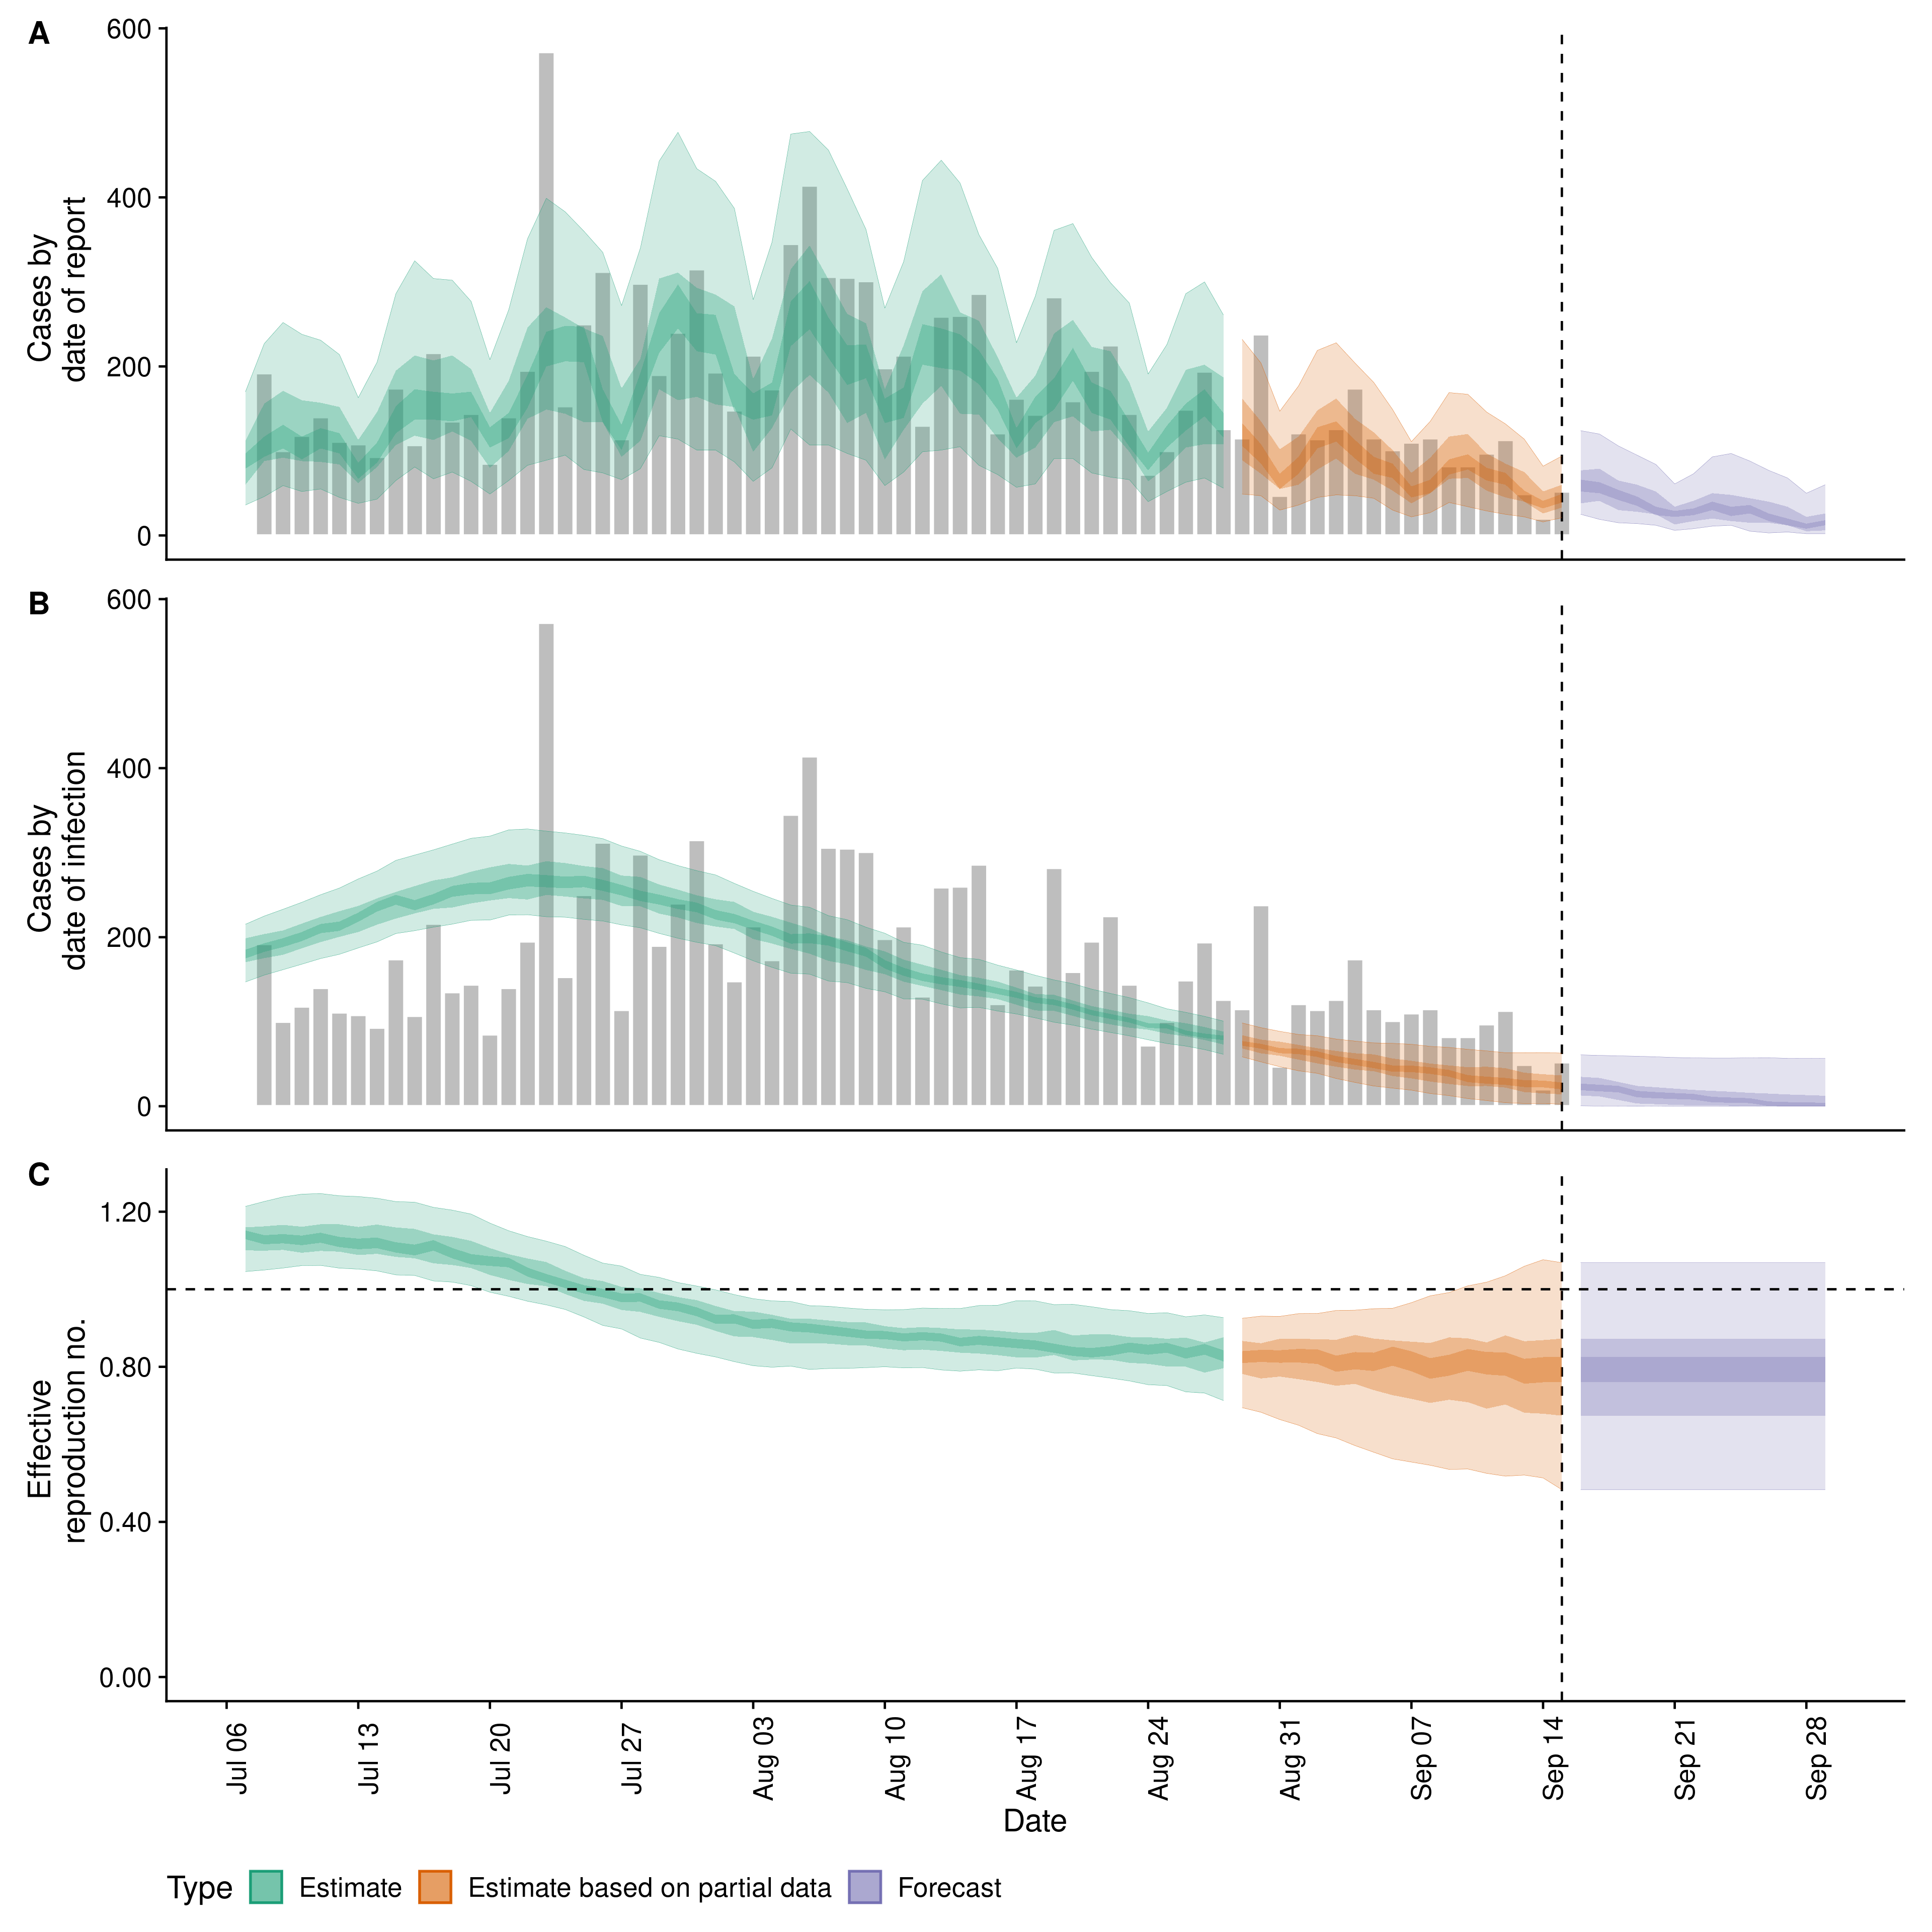 A
600
400
200
0
Cases by
date of report
B
600
400
200
0
Cases by
date of infection
C
1.20
0.80
0.40
0.00
Effective
reproduction no.
Jul 06
Jul 13
Jul 20
Jul 27
Aug 03
Aug 10
Aug 17
Aug 24
Aug 31
Sep 07
Sep 14
Sep 21
Sep 28
Date
Type Estimate Estimate based on partial data Forecast